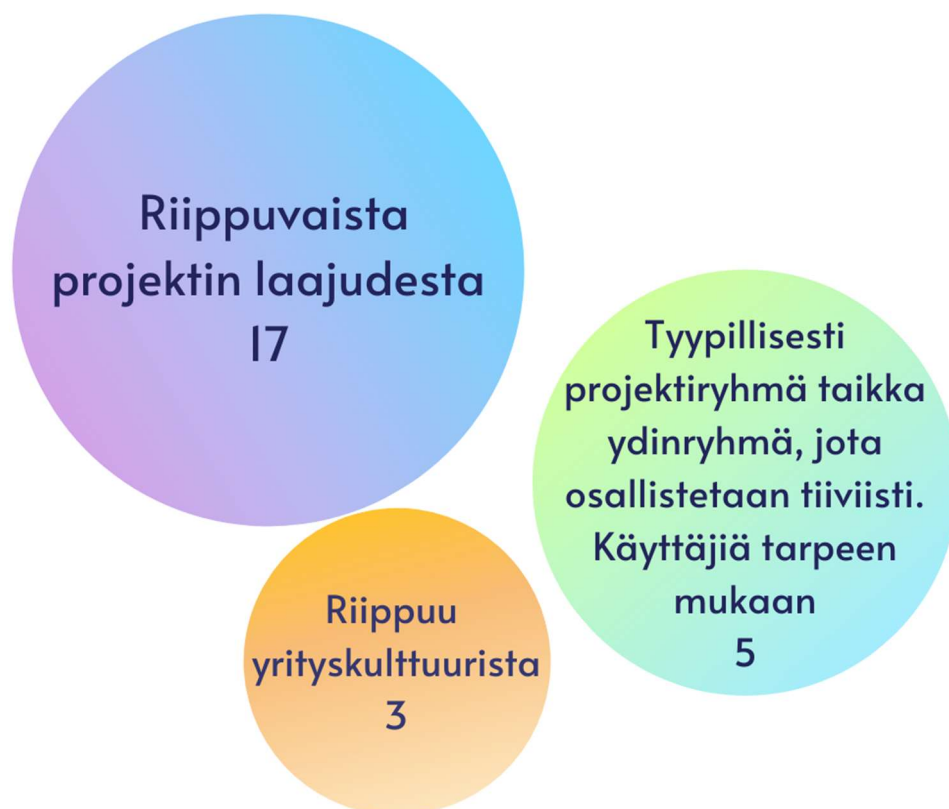 Riippuvaista
projektin laajudesta
17
Tyypillisesti
projektiryhmä taikka
ydinryhmä, jota
osallistetaan tiiviisti.
Käyttäjiä tarpeen
mukaan
5
Riippuu
yrityskulttuurista
3